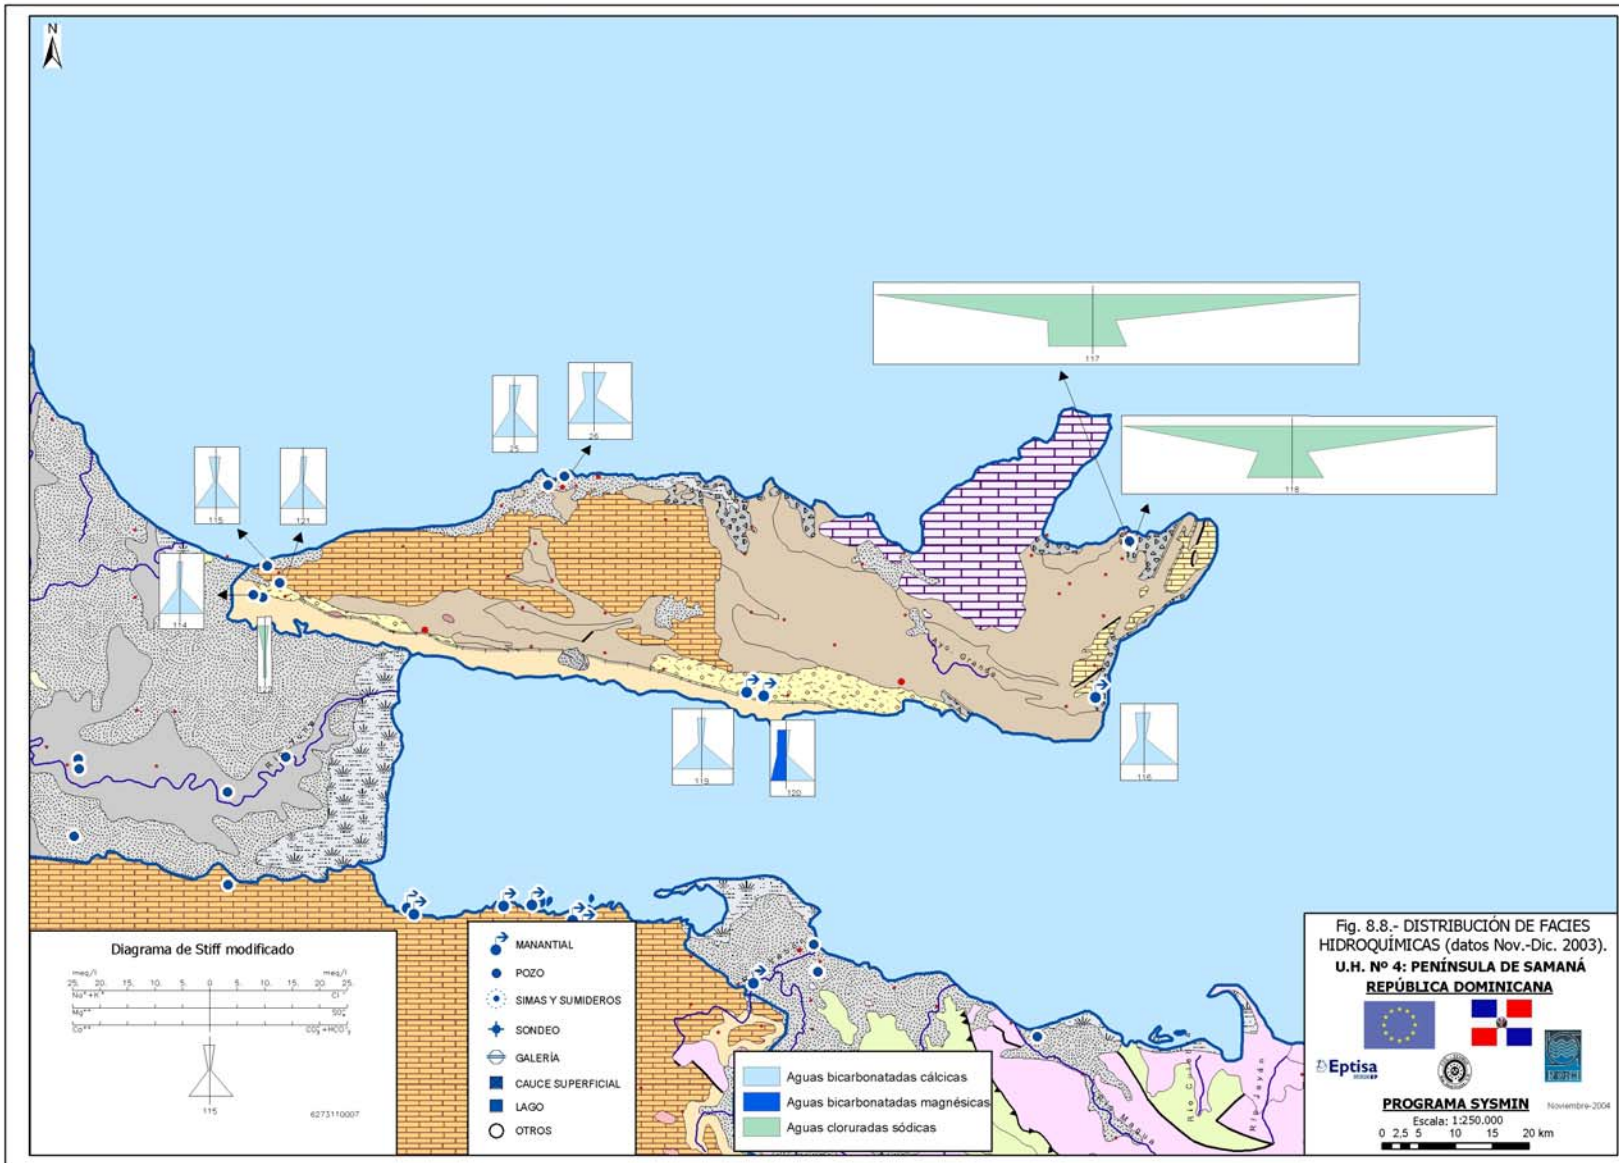 N
117
118
25
26
115
121
114
Ayo. Grande
119
120
116
Diagrama de Stiff modificado
meq/l
meq/l
25. 20. 15. 10. 5. 0 5. 10. 15. 20. 25.
Na⁺+K⁺ Cl⁻
Mg⁺⁺ SO₄⁼
Ca⁺⁺ CO₃⁼+HCO₃⁻
115
6273110007
MANANTIAL
POZO
SIMAS Y SUMIDEROS
SONDEO
GALERÍA
CAUCE SUPERFICIAL
LAGO
OTROS
Aguas bicarbonatadas cálcicas
Aguas bicarbonatadas magnésicas
Aguas cloruradas sódicas
Fig. 8.8.- DISTRIBUCIÓN DE FACIES
HIDROQUÍMICAS (datos Nov.-Dic. 2003).
U.H. Nº 4: PENÍNSULA DE SAMANÁ
REPÚBLICA DOMINICANA
Eptisa
PROGRAMA SYSMIN
Noviembre-2004
Escala: 1:250.000
0 2,5 5 10 15 20 km